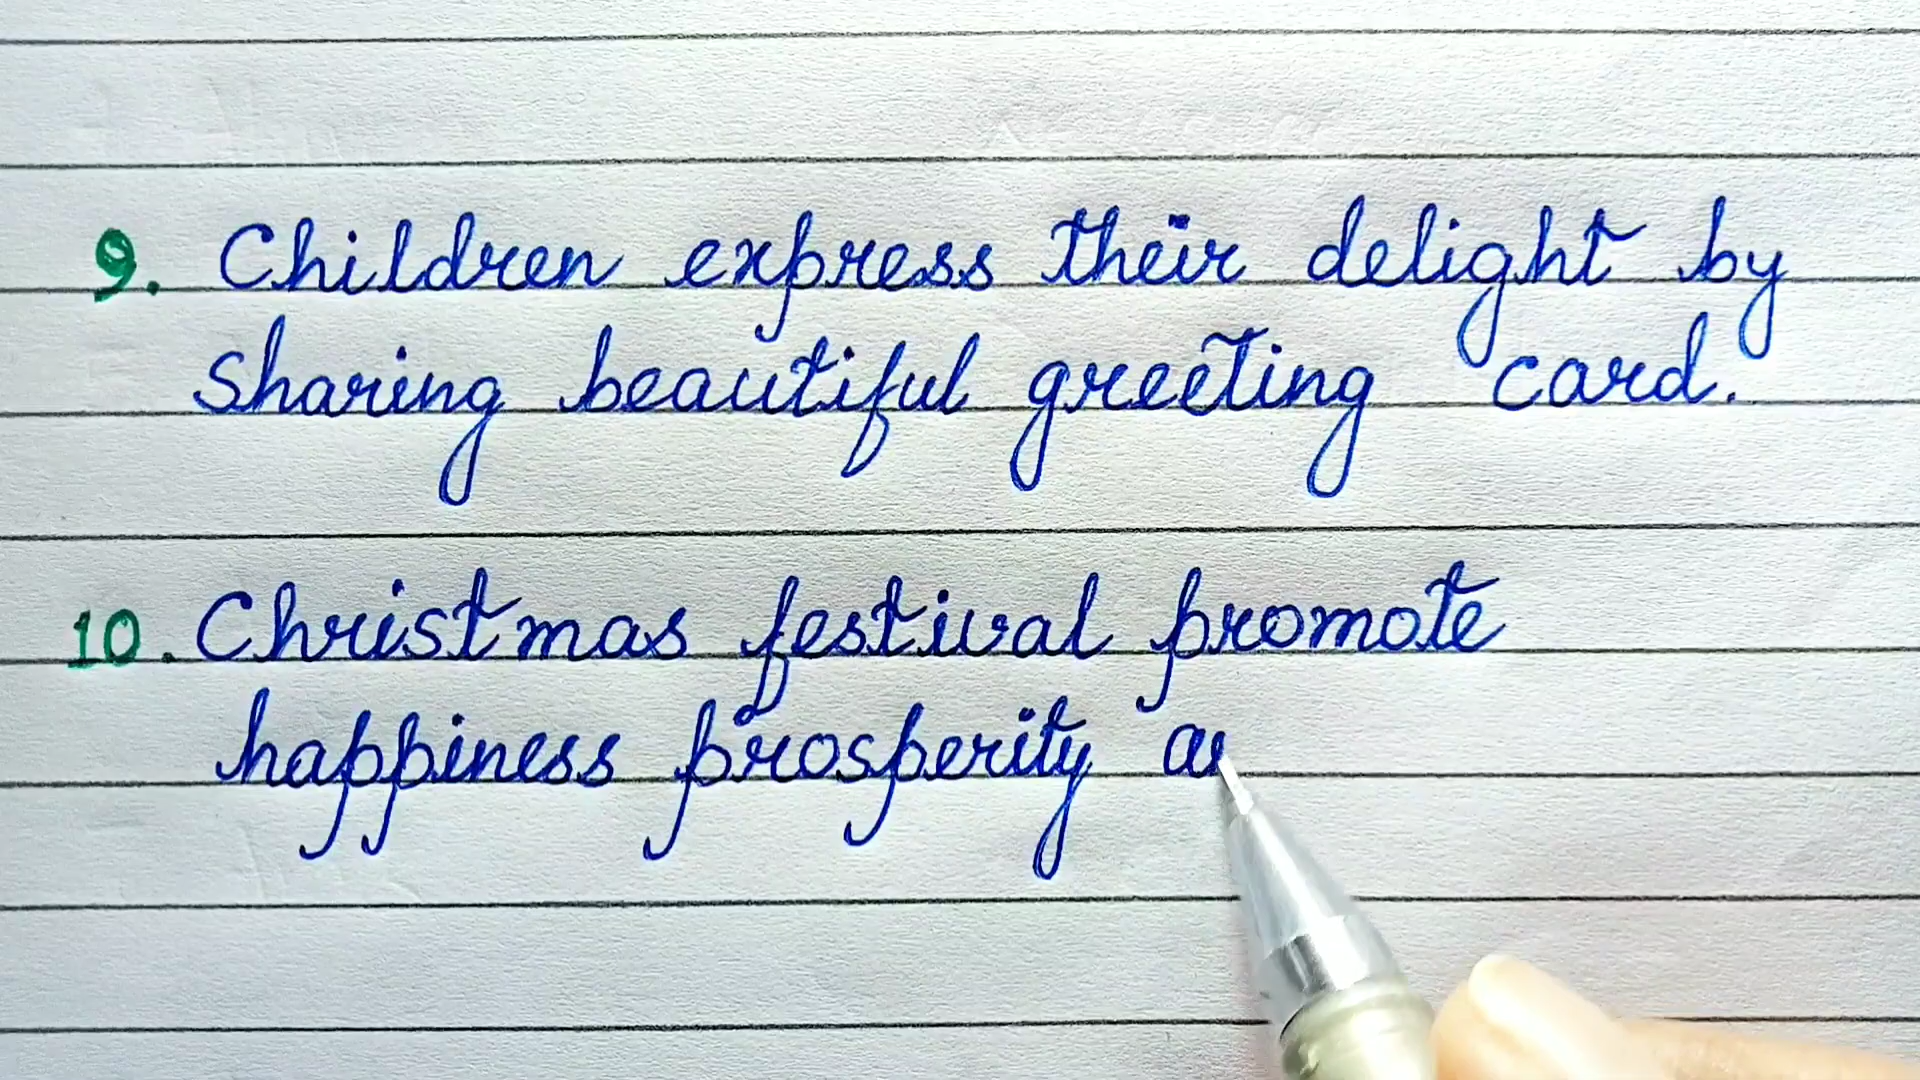 9. Children express their delight by
sharing beautiful greeting card.
10. Christmas festival promote
happiness prosperity